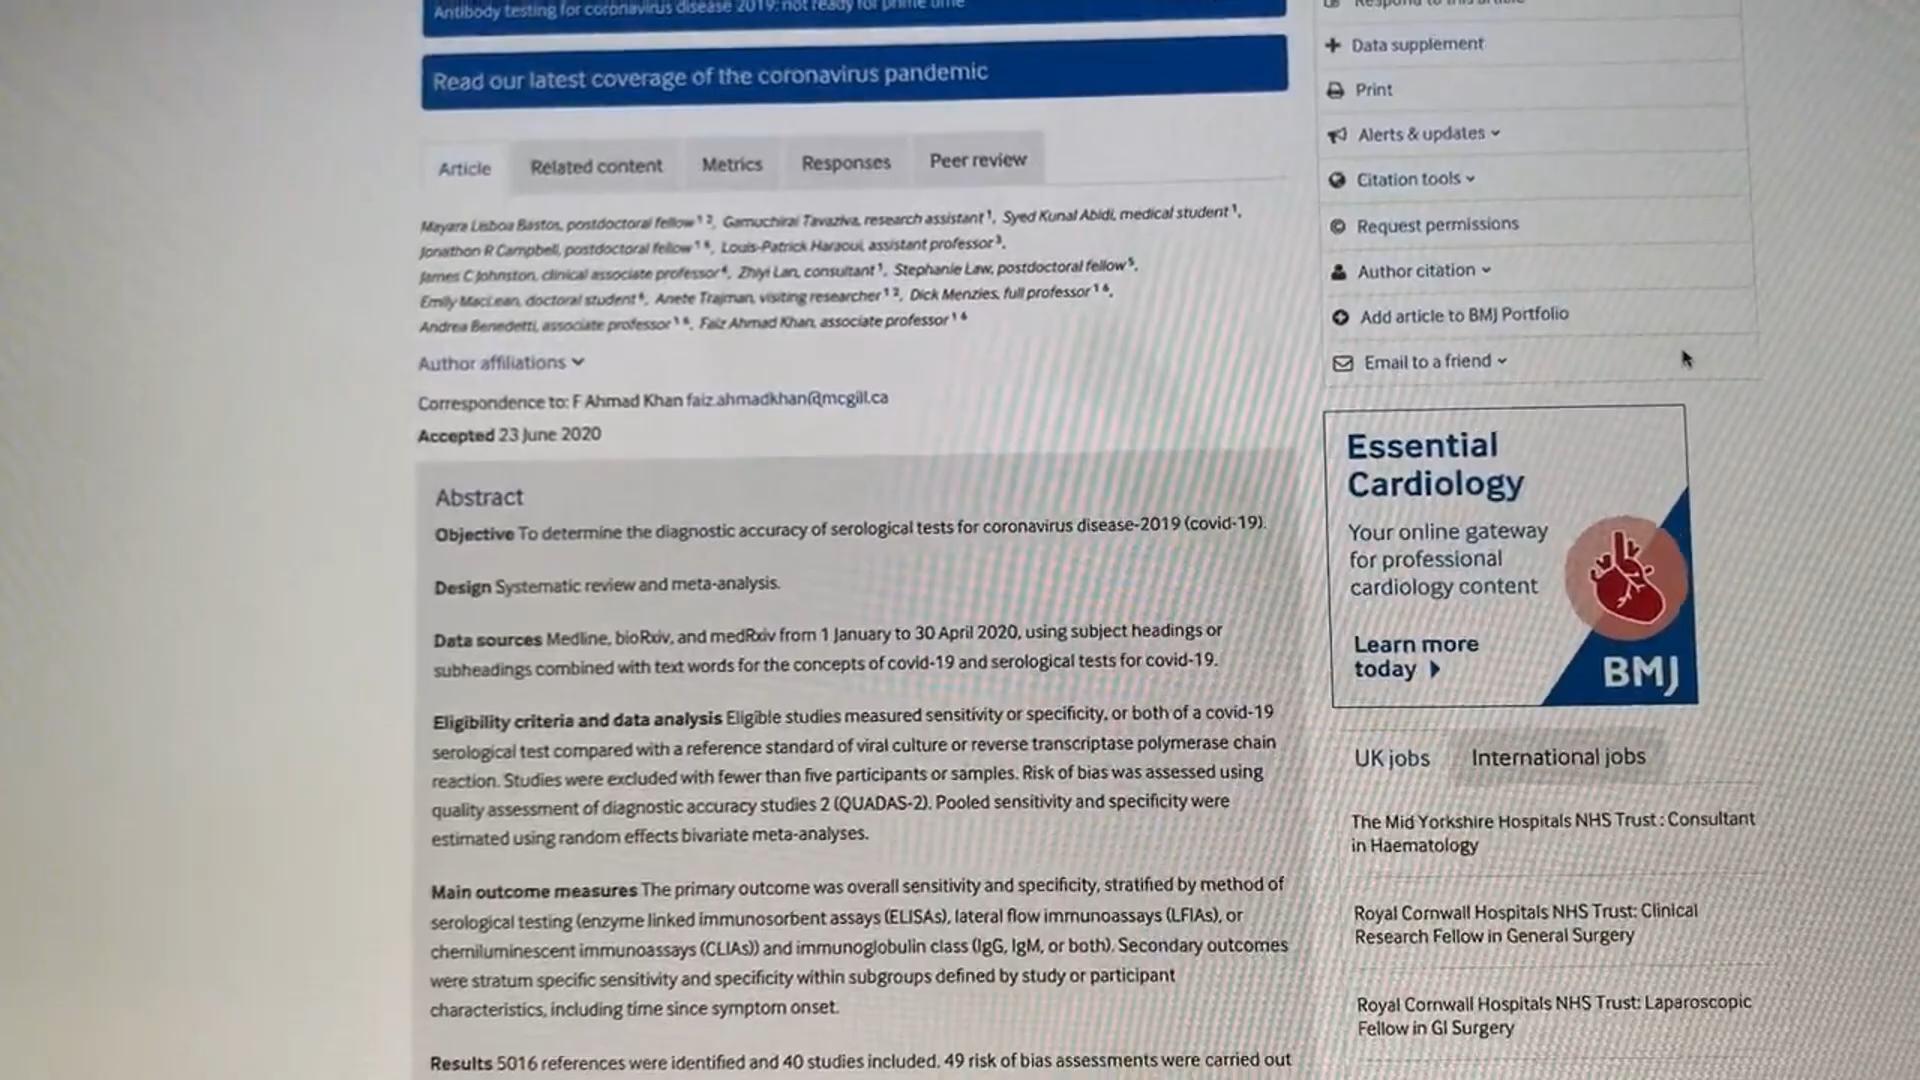 Antibody testing for coronavirus disease 2019: not ready for prime time
Read our latest coverage of the coronavirus pandemic
Article
Related content
Metrics
Responses
Peer review
Mayara Lisboa Bastos, postdoctoral fellow 1 2, Gamuchirai Tavaziva, research assistant 1, Syed Kunal Abidi, medical student 1,
Jonathon R Campbell, postdoctoral fellow 1 6, Louis-Patrick Haraoui, assistant professor 3,
James C Johnston, clinical associate professor 4, Zhiyi Lan, consultant 1, Stephanie Law, postdoctoral fellow 5,
Emily MacLean, doctoral student 6, Anete Trajman, visiting researcher 1 2, Dick Menzies, full professor 1 6,
Andrea Benedetti, associate professor 1 6, Faiz Ahmad Khan, associate professor 1 6
Author affiliations
Correspondence to: F Ahmad Khan faiz.ahmadkhan@mcgill.ca
Accepted 23 June 2020
Abstract
Objective To determine the diagnostic accuracy of serological tests for coronavirus disease-2019 (covid-19).
Design Systematic review and meta-analysis.
Data sources Medline, bioRxiv, and medRxiv from 1 January to 30 April 2020, using subject headings or
subheadings combined with text words for the concepts of covid-19 and serological tests for covid-19.
Eligibility criteria and data analysis Eligible studies measured sensitivity or specificity, or both of a covid-19
serological test compared with a reference standard of viral culture or reverse transcriptase polymerase chain
reaction. Studies were excluded with fewer than five participants or samples. Risk of bias was assessed using
quality assessment of diagnostic accuracy studies 2 (QUADAS-2). Pooled sensitivity and specificity were
estimated using random effects bivariate meta-analyses.
Main outcome measures The primary outcome was overall sensitivity and specificity, stratified by method of
serological testing (enzyme linked immunosorbent assays (ELISAs), lateral flow immunoassays (LFIAs), or
chemiluminescent immunoassays (CLIAs)) and immunoglobulin class (IgG, IgM, or both). Secondary outcomes
were stratum specific sensitivity and specificity within subgroups defined by study or participant
characteristics, including time since symptom onset.
Results 5016 references were identified and 40 studies included. 49 risk of bias assessments were carried out
Respond to this article
Data supplement
Print
Alerts & updates
Citation tools
Request permissions
Author citation
Add article to BMJ Portfolio
Email to a friend
Essential
Cardiology
Your online gateway
for professional
cardiology content
Learn more
today
BMJ
UK jobs
International jobs
The Mid Yorkshire Hospitals NHS Trust : Consultant
in Haematology
Royal Cornwall Hospitals NHS Trust: Clinical
Research Fellow in General Surgery
Royal Cornwall Hospitals NHS Trust: Laparoscopic
Fellow in GI Surgery